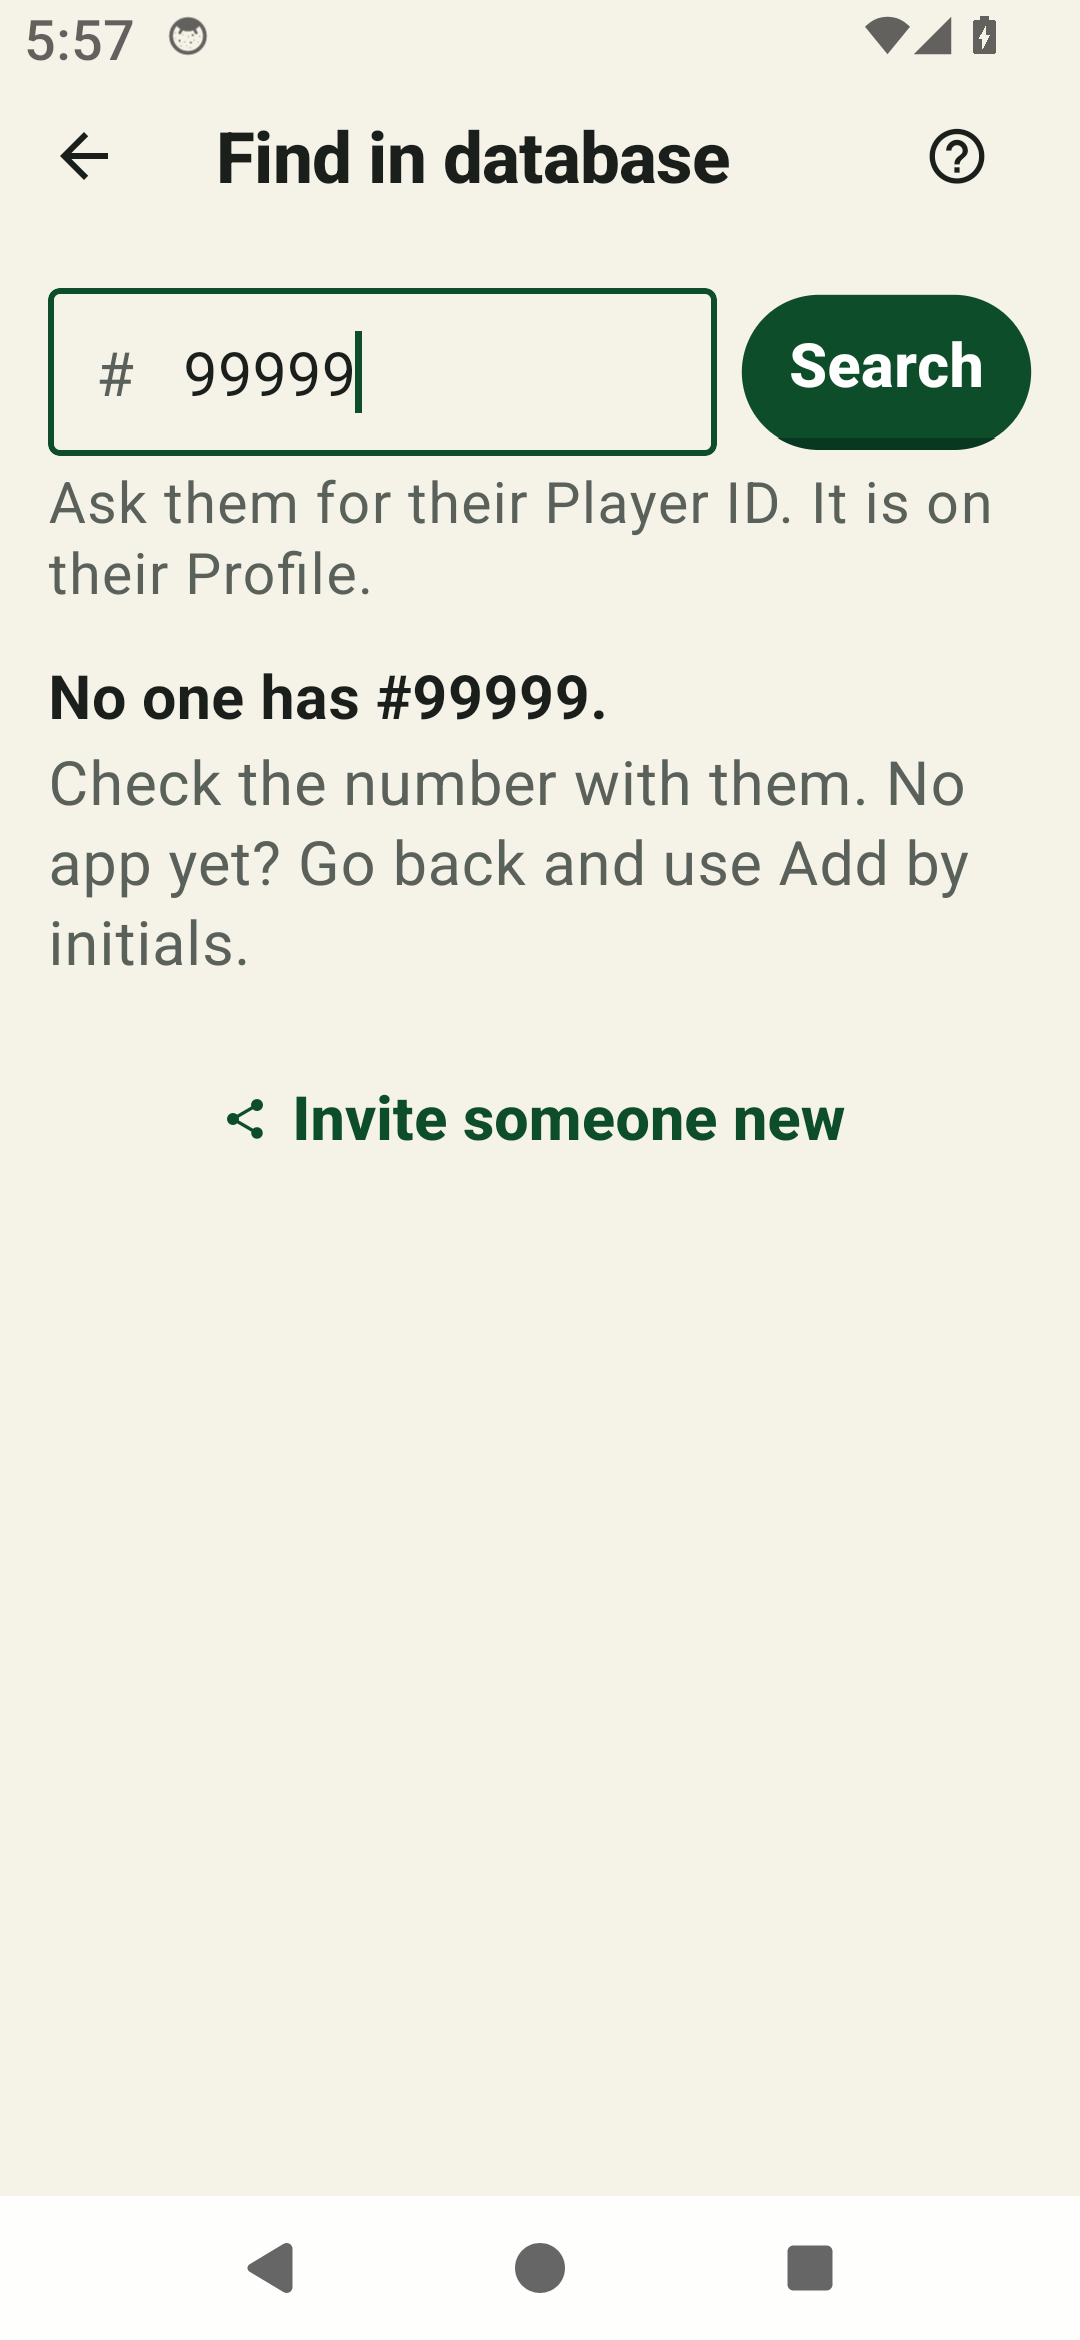 5:57
Find in database
# 99999
Search
Ask them for their Player ID. It is on
their Profile.
No one has #99999.
Check the number with them. No
app yet? Go back and use Add by
initials.
Invite someone new